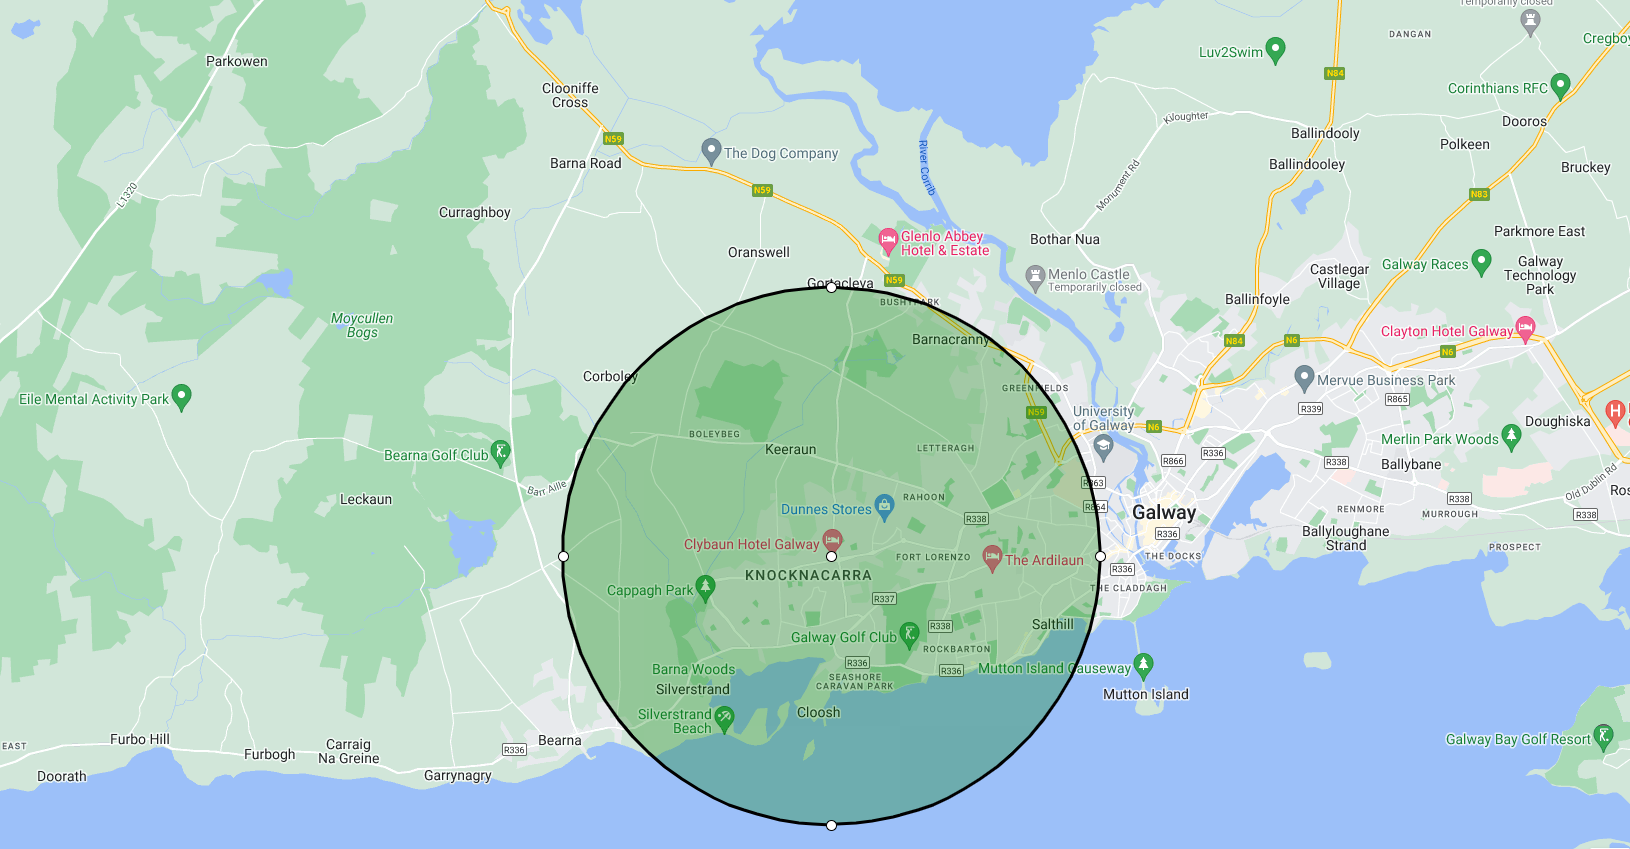 Temporarily closed
DANGAN
Cregboy
Luv2Swim
Parkowen
N84
Clooniffe
Cross
Corinthians RFC
Kvloughter
Dooros
Ballindooly
N59
Polkeen
The Dog Company
Barna Road
Ballindooley
Bruckey
River Corrib
Monument Rd
N59
L1320
N83
Curraghboy
Parkmore East
Glenlo Abbey
Hotel & Estate
Bothar Nua
Oranswell
Galway Races
Galway
Technology
Park
Castlegar
Village
Menlo Castle
Temporarily closed
Gortacleva
N59
BUSHYPARK
Ballinfoyle
Moycullen
Bogs
Clayton Hotel Galway
Barnacranny
N84
N6
N6
Corboley
Mervue Business Park
GREENFIELDS
Eile Mental Activity Park
R865
R339
N59
University
of Galway
N6
Doughiska
BOLEYBEG
Merlin Park Woods
Keeraun
LETTERAGH
Bearna Golf Club
R866
R336
R338
Ballybane
Old Dublin Rd
R863
Barr Aille
Leckaun
RAHOON
R338
Ros
R864
Dunnes Stores
RENMORE
MURROUGH
Galway
R338
R338
R336
Ballyloughane
Strand
Clybaun Hotel Galway
PROSPECT
FORT LORENZO
The Ardilaun
THE DOCKS
R336
KNOCKNACARRA
Cappagh Park
THE CLADDAGH
R337
Salthill
R338
Galway Golf Club
ROCKBARTON
R336
Barna Woods
R336
Mutton Island Causeway
SEASHORE
CARAVAN PARK
Silverstrand
Mutton Island
Silverstrand
Beach
Cloosh
Furbo Hill
Bearna
Galway Bay Golf Resort
EAST
Carraig
Na Greine
R336
Furbogh
Doorath
Garrynagry